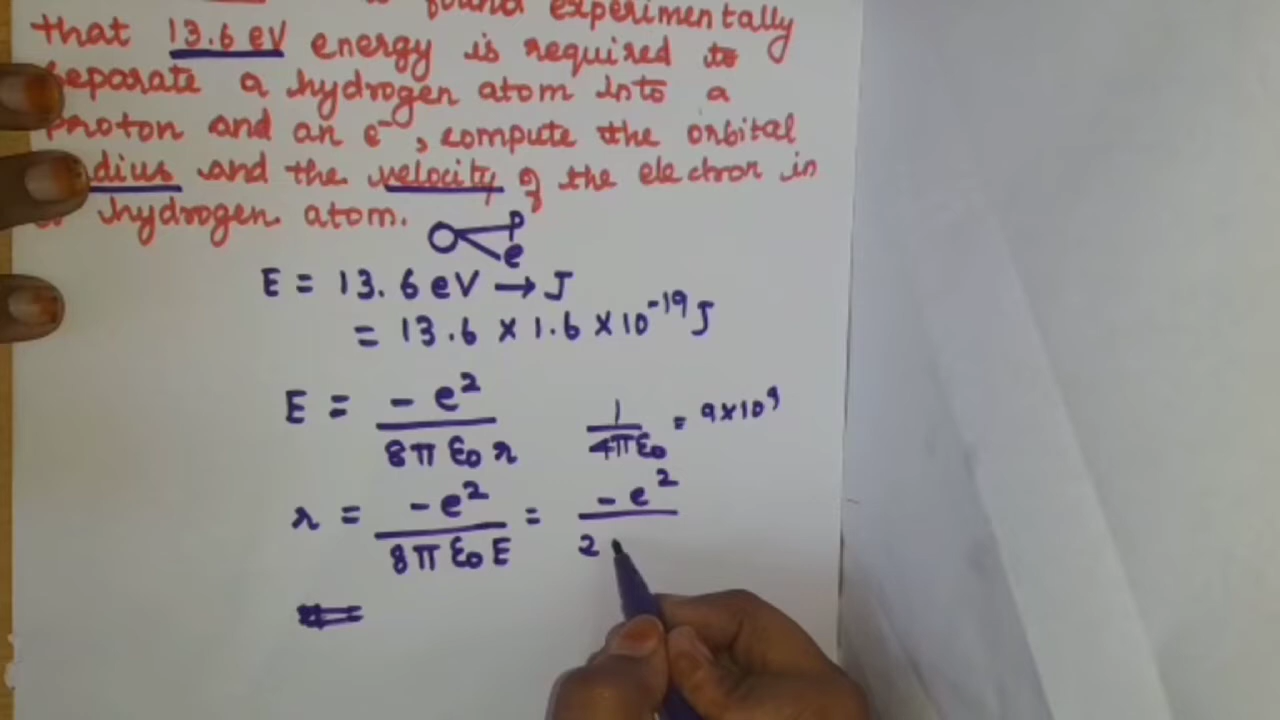 found experimentally
that 13.6 eV energy is required to
separate a hydrogen atom into a
proton and an e⁻, compute the orbital
radius and the velocity of the electron in
hydrogen atom.
p
e
E = 13.6 eV → J
= 13.6 × 1.6 × 10⁻¹⁹ J
E = - e² / 8π ε₀ r
1 / 4π ε₀ = 9×10⁹
r = - e² / 8π ε₀ E = - e² / 2